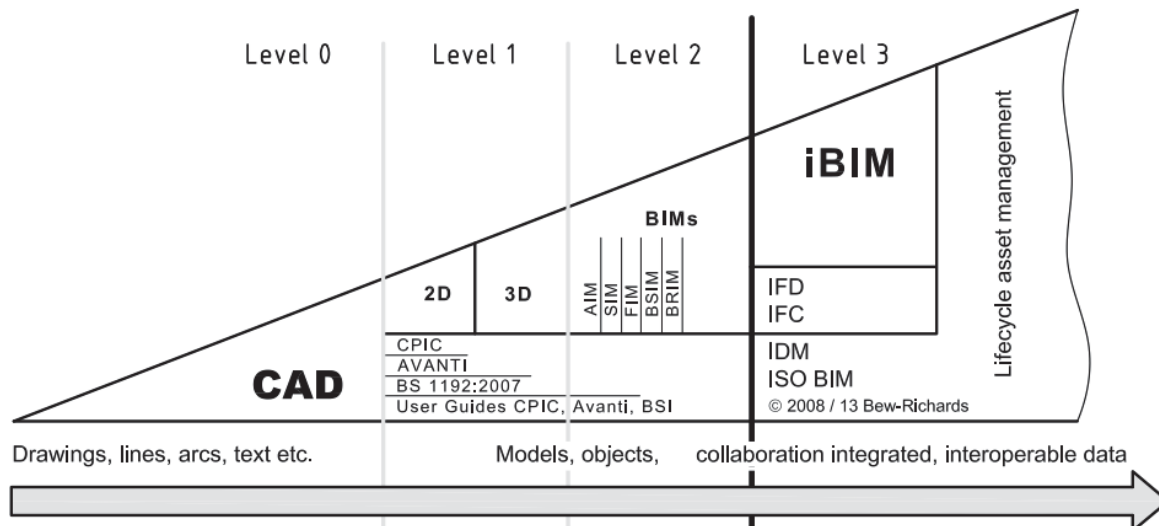 Level 0
Level 1
Level 2
Level 3
iBIM
BIMs
2D
3D
AIM
SIM
FIM
BSIM
BRIM
IFD
IFC
Lifecycle asset management
CAD
CPIC
AVANTI
BS 1192:2007
User Guides CPIC, Avanti, BSI
IDM
ISO BIM
© 2008 / 13 Bew-Richards
Drawings, lines, arcs, text etc.
Models, objects,
collaboration integrated, interoperable data